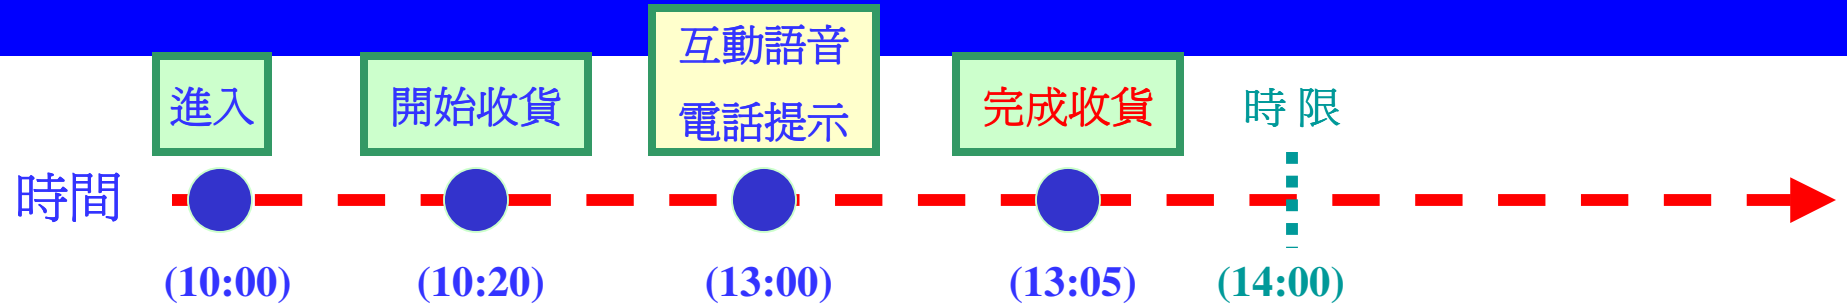 互動語音
電話提示
進入
開始收貨
完成收貨
時限
時間
(10:00)
(10:20)
(13:00)
(13:05)
(14:00)